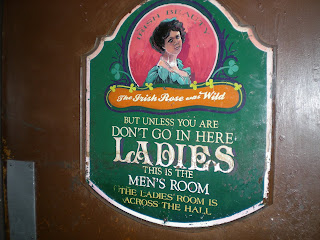 IRISH BEAUTY
The Irish Rose was Wild
BUT UNLESS YOU ARE
DON'T GO IN HERE
LADIES
THIS IS THE
MEN'S ROOM
THE LADIES ROOM IS
ACROSS THE HALL